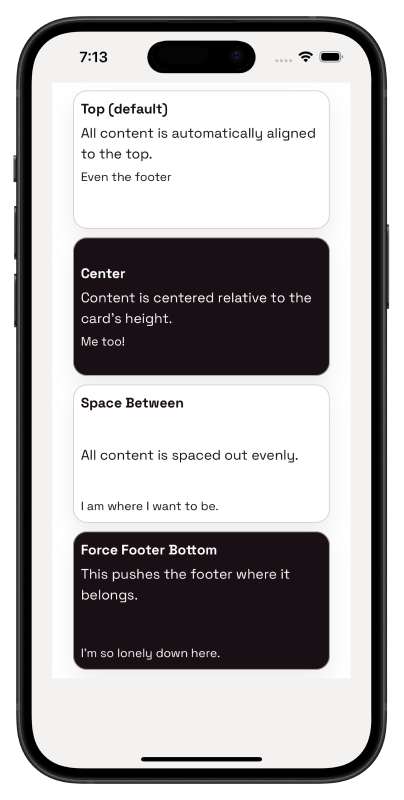 7:13
Top (default)
All content is automatically aligned
to the top.
Even the footer
Center
Content is centered relative to the
card's height.
Me too!
Space Between
All content is spaced out evenly.
I am where I want to be.
Force Footer Bottom
This pushes the footer where it
belongs.
I'm so lonely down here.